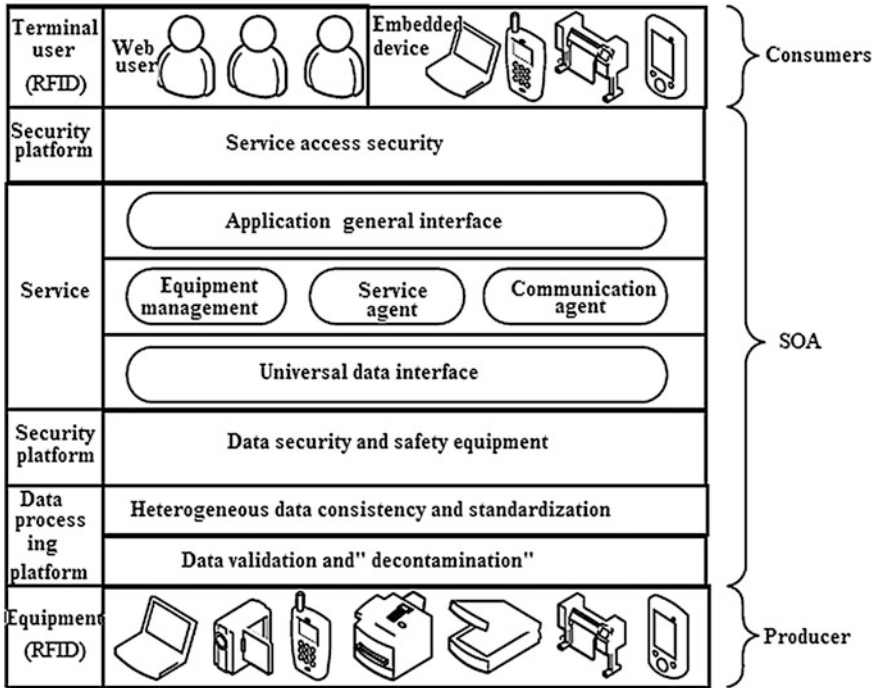 Terminal
user
(RFID)
Web
user
Embedded
device
Consumers
Security
platform
Service access security
Service
Application general interface
Equipment
management
Service
agent
Communication
agent
Universal data interface
SOA
Security
platform
Data security and safety equipment
Data
process
ing
platform
Heterogeneous data consistency and standardization
Data validation and" decontamination"
Equipment
(RFID)
Producer